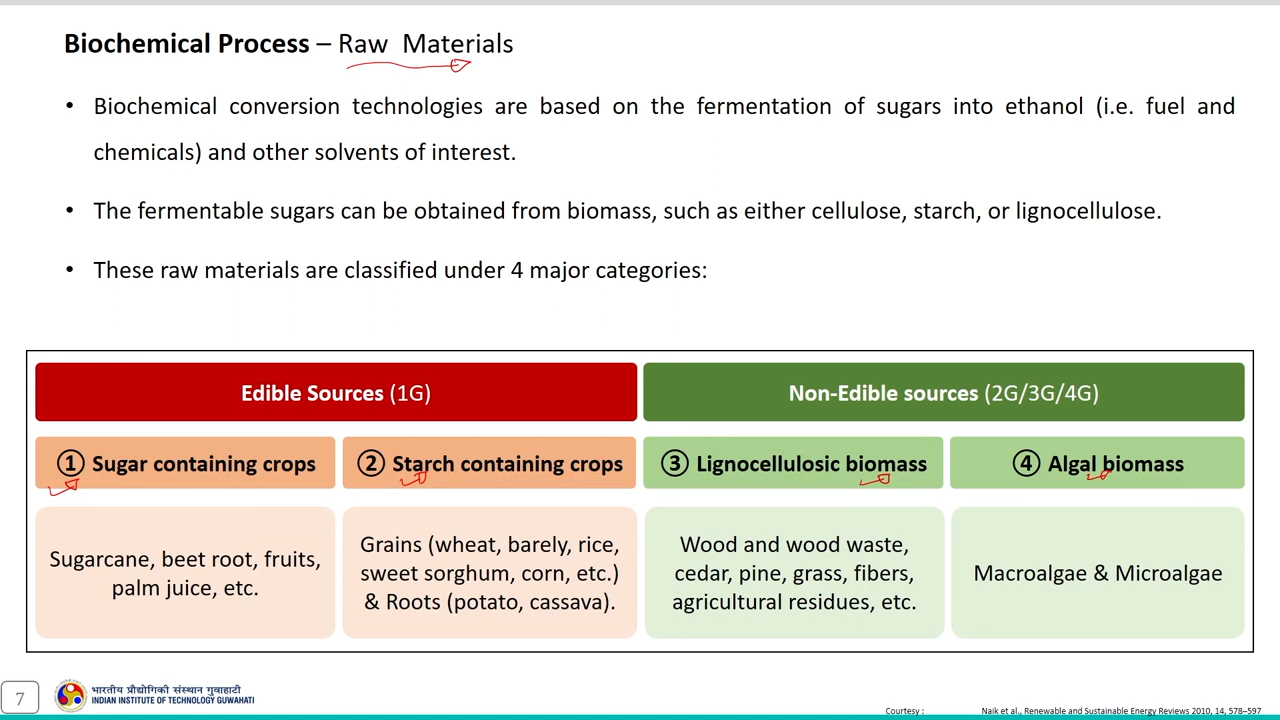 Biochemical Process – Raw Materials
• Biochemical conversion technologies are based on the fermentation of sugars into ethanol (i.e. fuel and
chemicals) and other solvents of interest.
• The fermentable sugars can be obtained from biomass, such as either cellulose, starch, or lignocellulose.
• These raw materials are classified under 4 major categories:
Edible Sources (1G)
Non-Edible sources (2G/3G/4G)
① Sugar containing crops
② Starch containing crops
③ Lignocellulosic biomass
④ Algal biomass
Sugarcane, beet root, fruits,
palm juice, etc.
Grains (wheat, barely, rice,
sweet sorghum, corn, etc.)
& Roots (potato, cassava).
Wood and wood waste,
cedar, pine, grass, fibers,
agricultural residues, etc.
Macroalgae & Microalgae
7
भारतीय प्रौद्योगिकी संस्थान गुवाहाटी
INDIAN INSTITUTE OF TECHNOLOGY GUWAHATI
Courtesy : Naik et al., Renewable and Sustainable Energy Reviews 2010, 14, 578–597